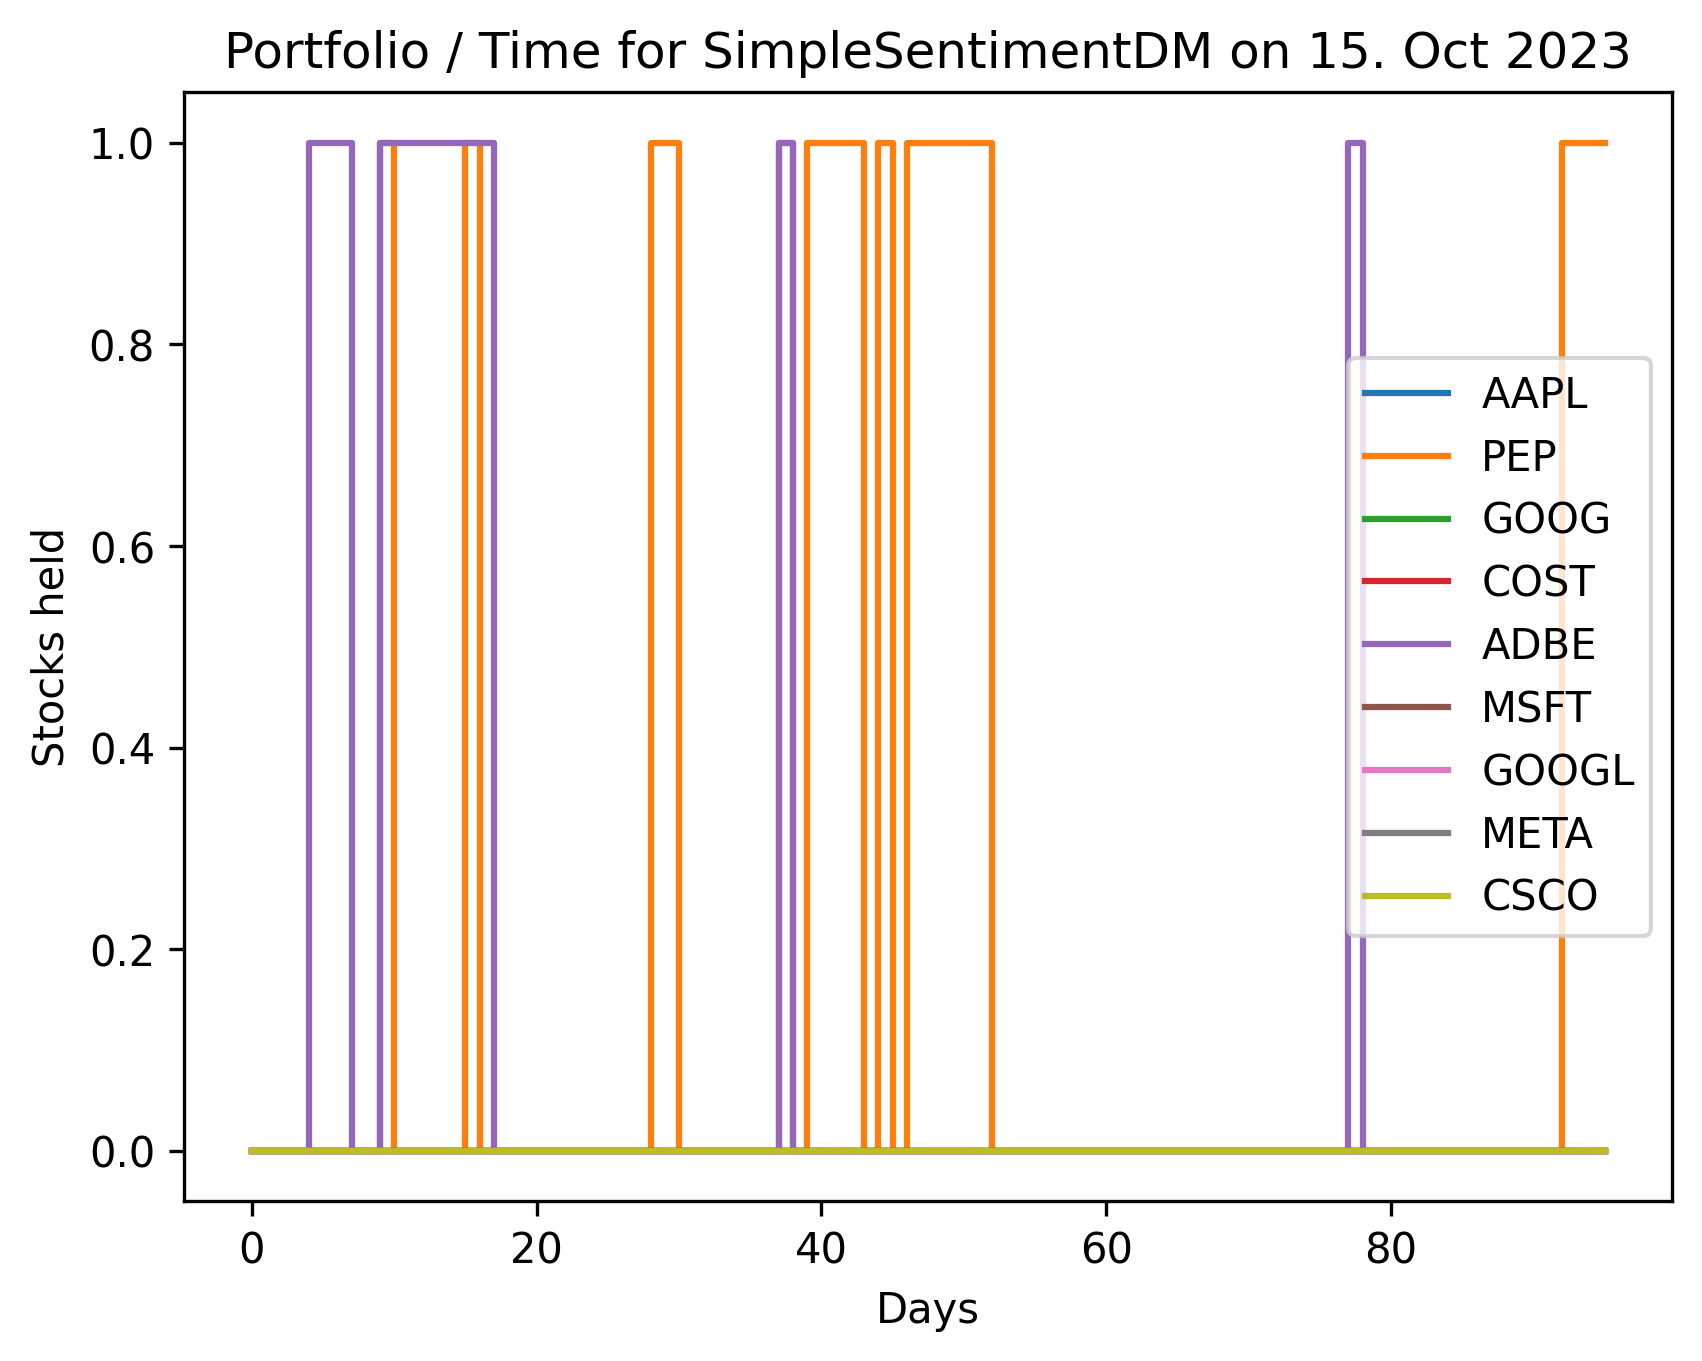 Portfolio / Time for SimpleSentimentDM on 15. Oct 2023
1.0
0.8
0.6
0.4
0.2
0.0
Stocks held
AAPL
PEP
GOOG
COST
ADBE
MSFT
GOOGL
META
CSCO
0 20 40 60 80
Days